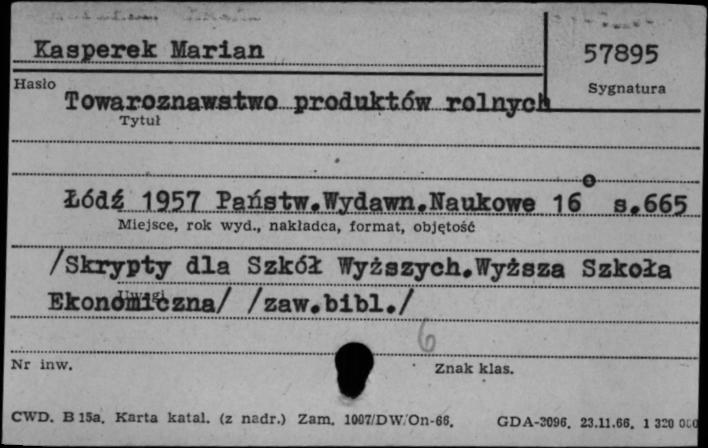 Kasperek Marian
57895
Hasło
Sygnatura
Towaroznawstwo produktów rolnych
Tytuł
Łódź 1957 Państw.Wydawn.Naukowe 16° s.665
Miejsce, rok wyd., nakładca, format, objętość
/Skrypty dla Szkół Wyższych.Wyższa Szkoła
Uwagi
Ekonomiczna/ /zaw.bibl./
6
Nr inw.
Znak klas.
CWD. B 15a. Karta katal. (z nadr.) Zam. 1007/DW/On-66. GDA-3096. 23.11.66. 1 320 000